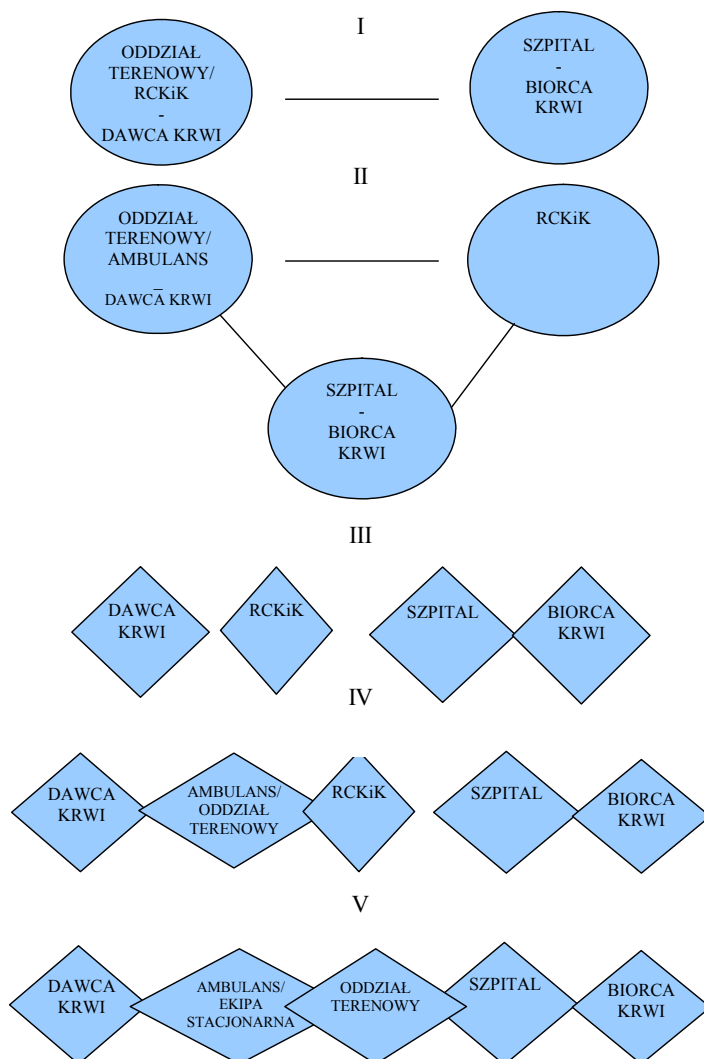 I
ODDZIAŁ
TERENOWY/
RCKiK
-
DAWCA KRWI
SZPITAL
-
BIORCA
KRWI
II
ODDZIAŁ
TERENOWY/
AMBULANS
–
DAWCA KRWI
RCKiK
SZPITAL
-
BIORCA
KRWI
III
DAWCA
KRWI
RCKiK
SZPITAL
BIORCA
KRWI
IV
DAWCA
KRWI
AMBULANS/
ODDZIAŁ
TERENOWY
RCKiK
SZPITAL
BIORCA
KRWI
V
DAWCA
KRWI
AMBULANS/
EKIPA
STACJONARNA
ODDZIAŁ
TERENOWY
SZPITAL
BIORCA
KRWI